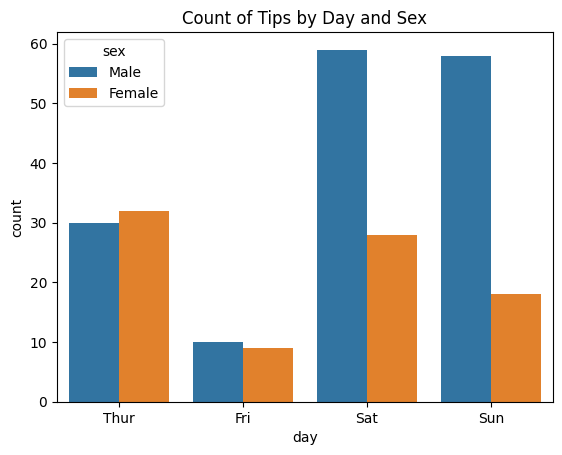 Count of Tips by Day and Sex
sex
Male
Female
count
60
50
40
30
20
10
0
Thur Fri Sat Sun
day